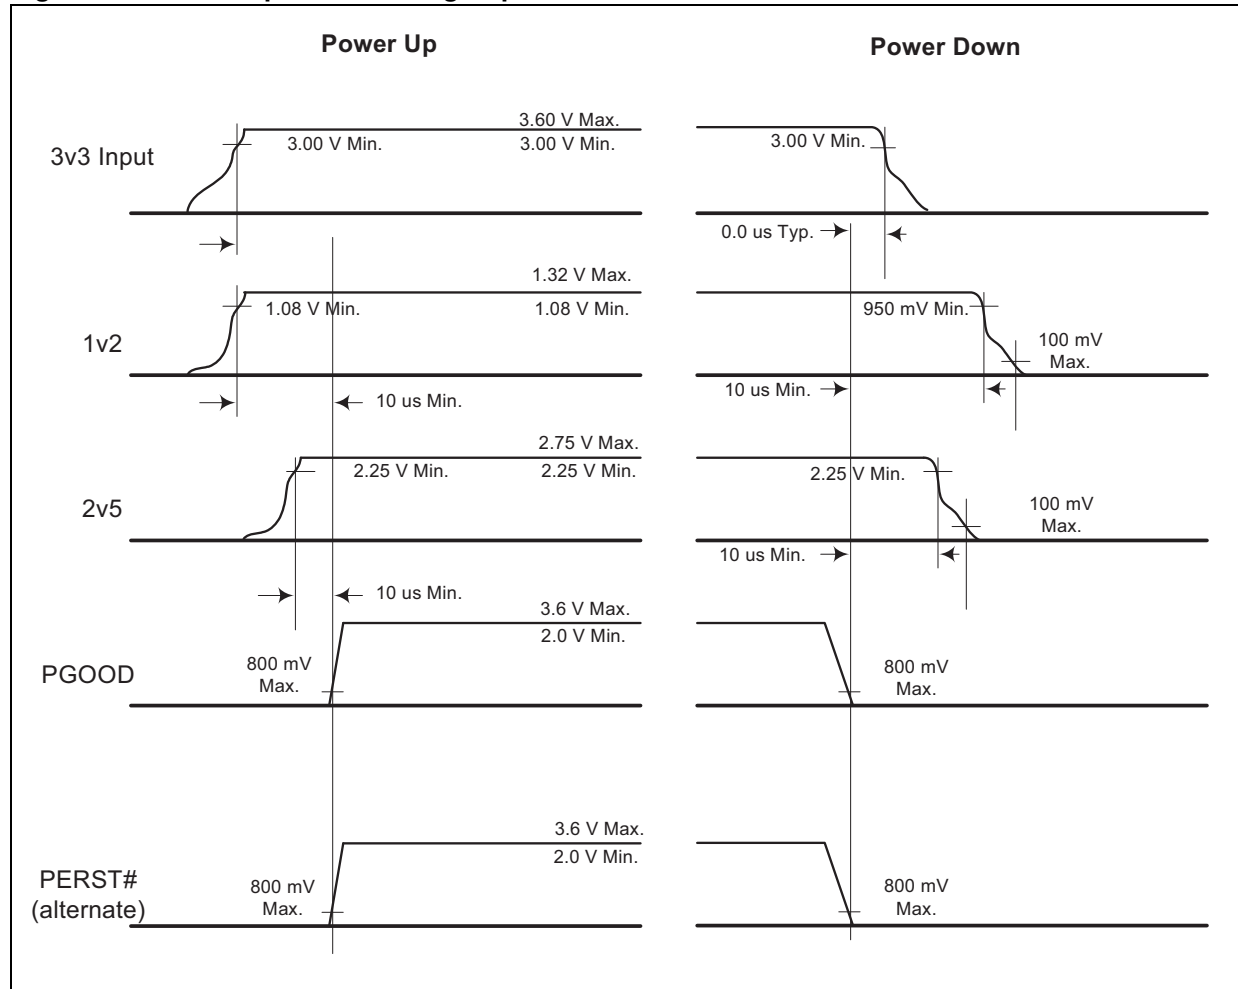 Power Up
Power Down
3v3 Input
3.00 V Min.
3.60 V Max.
3.00 V Min.
3.00 V Min.
0.0 us Typ.
1v2
1.08 V Min.
1.32 V Max.
1.08 V Min.
10 us Min.
950 mV Min.
100 mV
Max.
10 us Min.
2v5
2.25 V Min.
2.75 V Max.
2.25 V Min.
10 us Min.
2.25 V Min.
100 mV
Max.
10 us Min.
PGOOD
800 mV
Max.
3.6 V Max.
2.0 V Min.
800 mV
Max.
PERST#
(alternate)
800 mV
Max.
3.6 V Max.
2.0 V Min.
800 mV
Max.